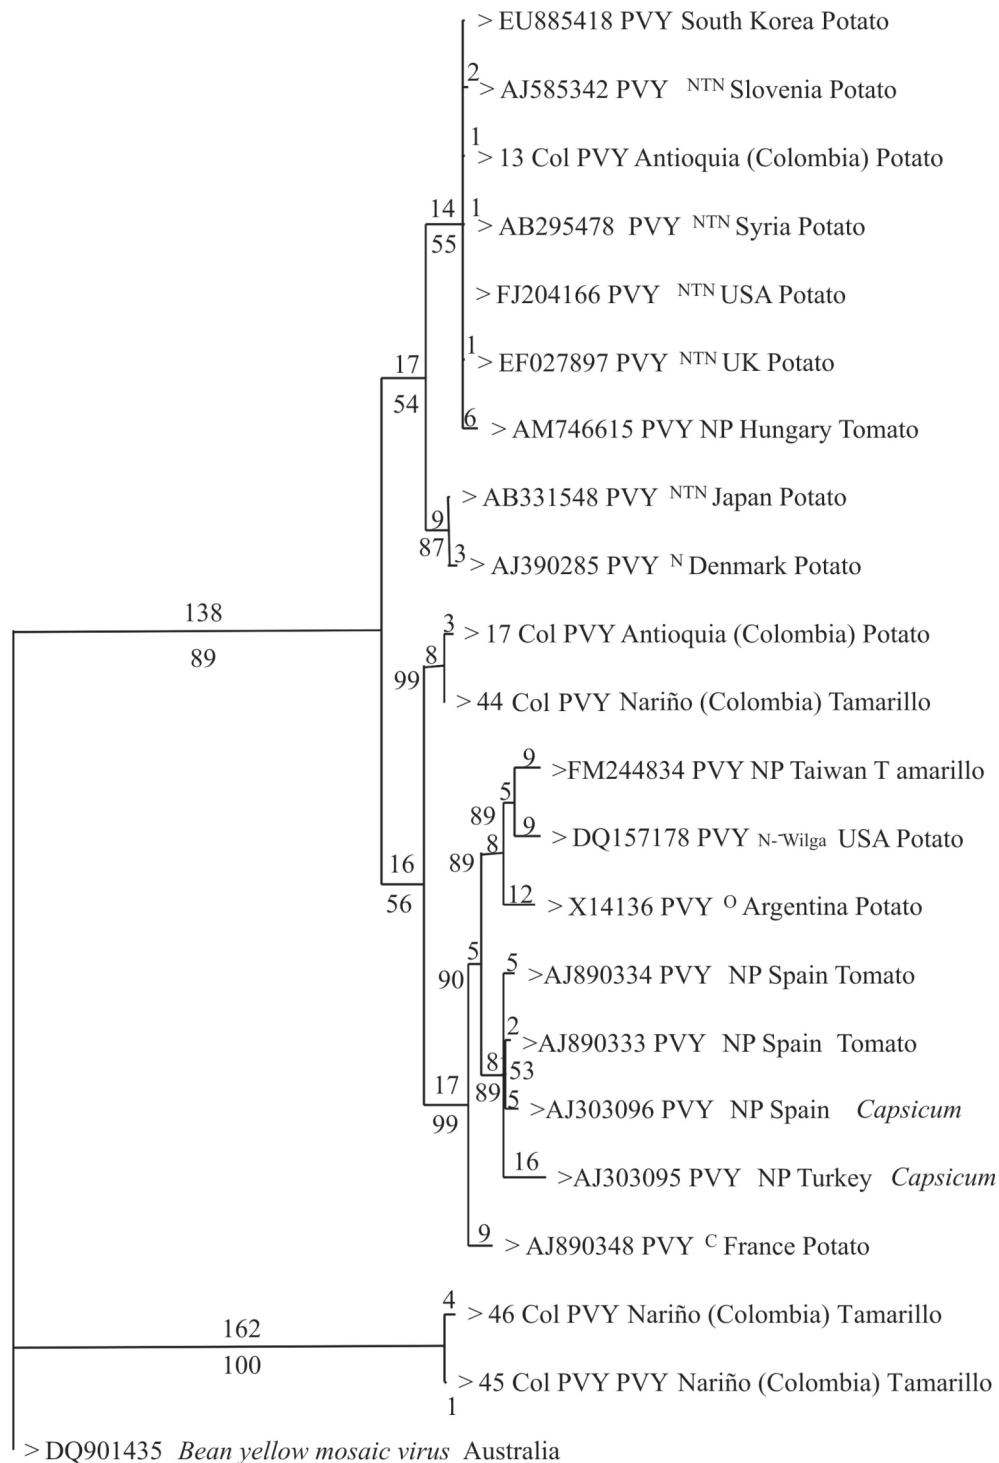 > EU885418 PVY South Korea Potato
2
> AJ585342 PVY NTN Slovenia Potato
1
> 13 Col PVY Antioquia (Colombia) Potato
14
1
> AB295478 PVY NTN Syria Potato
55
> FJ204166 PVY NTN USA Potato
17
1
> EF027897 PVY NTN UK Potato
54
6
> AM746615 PVY NP Hungary Tomato
> AB331548 PVY NTN Japan Potato
9
87
3
> AJ390285 PVY N Denmark Potato
138
3
> 17 Col PVY Antioquia (Colombia) Potato
89
8
99
> 44 Col PVY Nariño (Colombia) Tamarillo
9
>FM244834 PVY NP Taiwan T amarillo
5
89
9
> DQ157178 PVY N-Wilga USA Potato
8
89
16
12
> X14136 PVY O Argentina Potato
56
5
90
5
>AJ890334 PVY NP Spain Tomato
2
>AJ890333 PVY NP Spain Tomato
8
53
17
89
5
>AJ303096 PVY NP Spain Capsicum
99
16
>AJ303095 PVY NP Turkey Capsicum
9
> AJ890348 PVY C France Potato
4
> 46 Col PVY Nariño (Colombia) Tamarillo
162
100
> 45 Col PVY PVY Nariño (Colombia) Tamarillo
1
> DQ901435 Bean yellow mosaic virus Australia